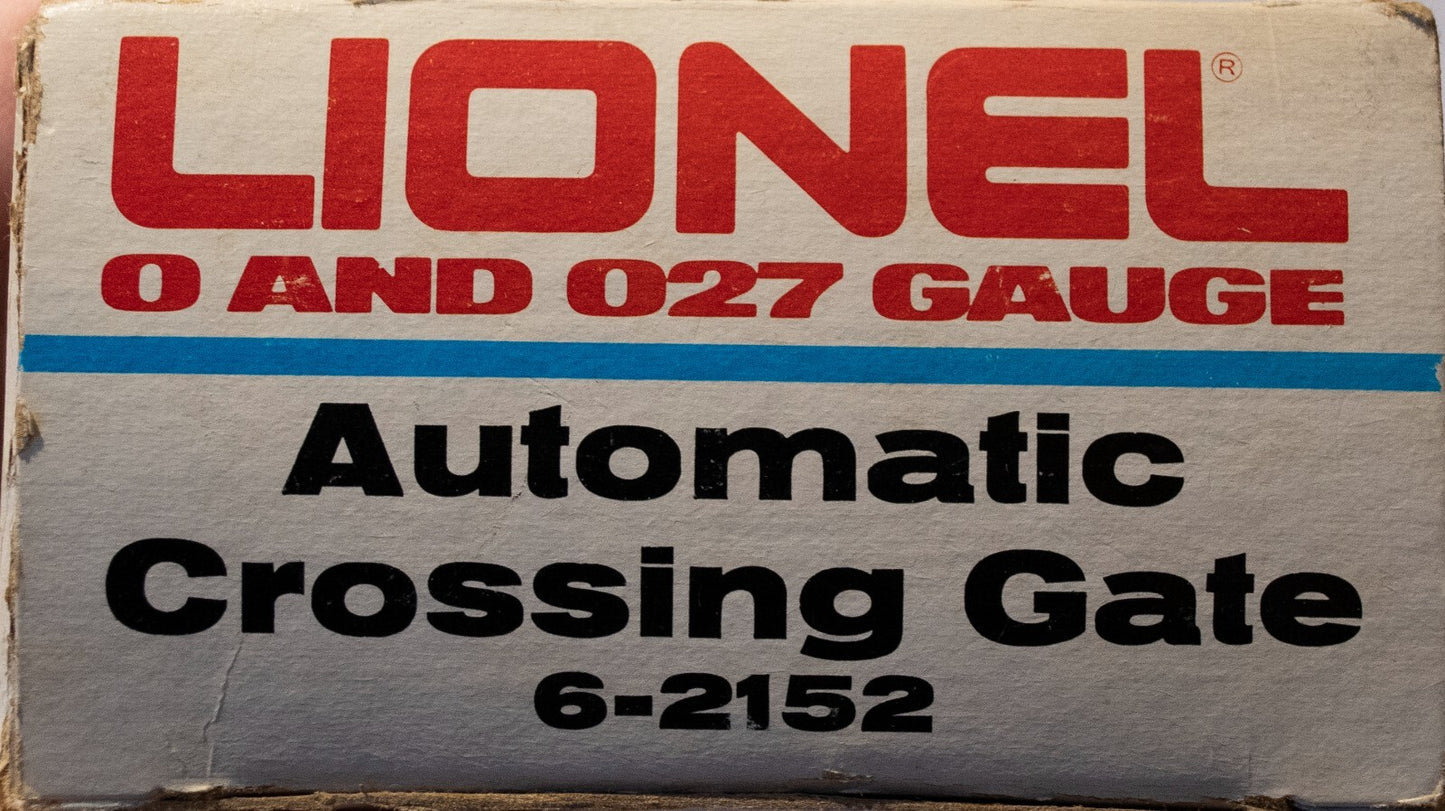 LIONEL®
O AND O27 GAUGE
Automatic
Crossing Gate
6-2152